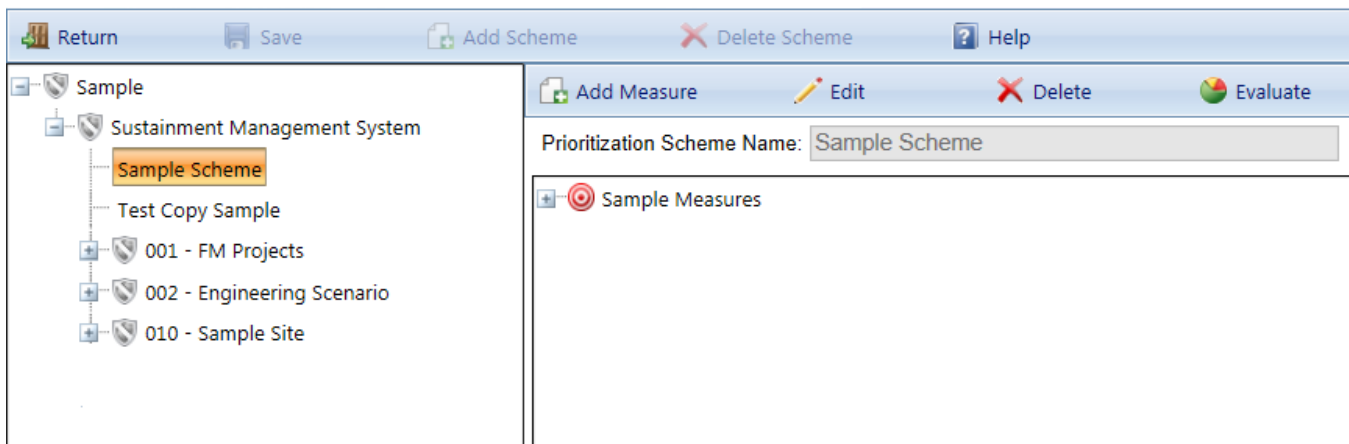 Return Save Add Scheme Delete Scheme Help
Sample
Sustainment Management System
Sample Scheme
Test Copy Sample
001 - FM Projects
002 - Engineering Scenario
010 - Sample Site
Add Measure Edit Delete Evaluate
Prioritization Scheme Name: Sample Scheme
Sample Measures